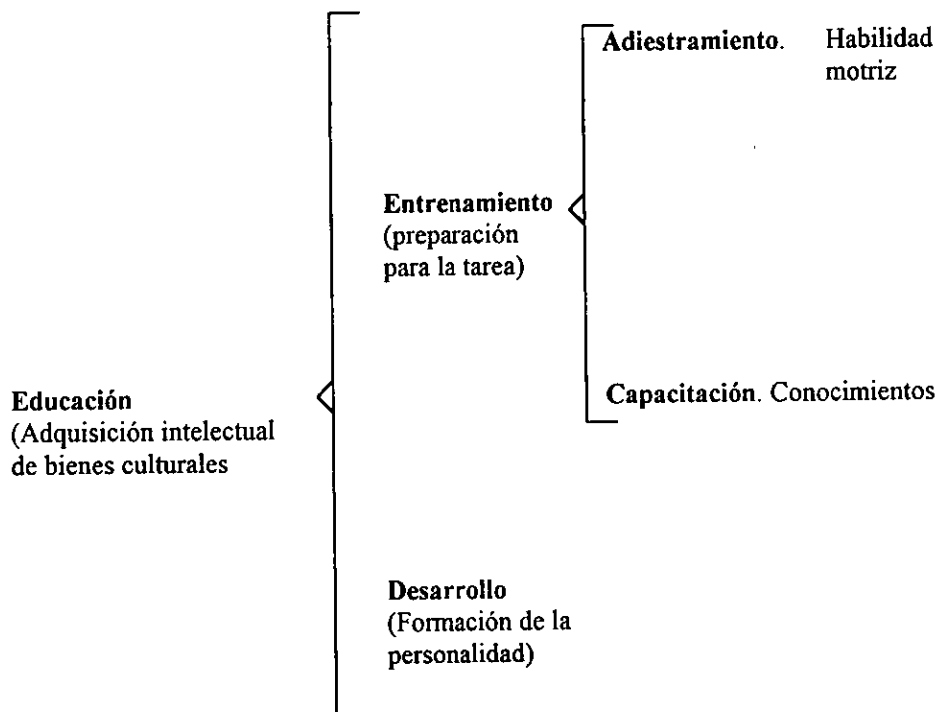 Adiestramiento. Habilidad
motriz
Entrenamiento
(preparación
para la tarea)
Capacitación. Conocimientos
Educación
(Adquisición intelectual
de bienes culturales
Desarrollo
(Formación de la
personalidad)